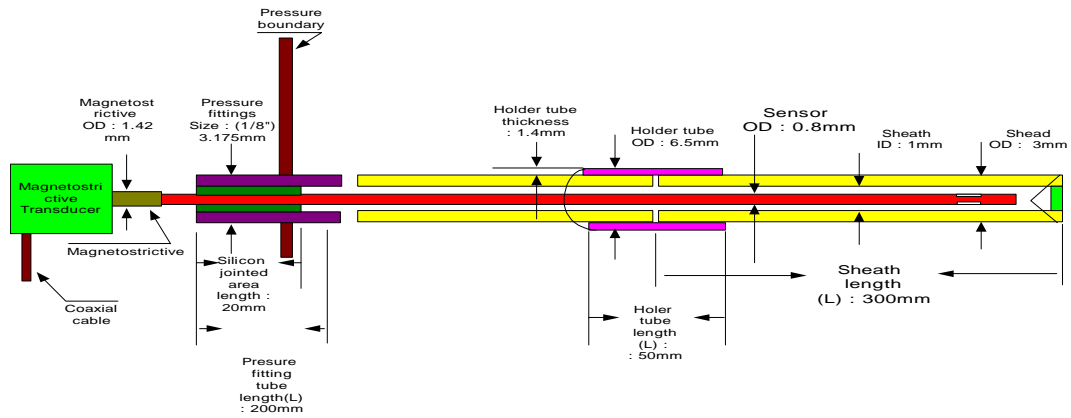 Pressure
boundary
Magnetost
rictive
OD : 1.42
mm
Pressure
fittings
Size : (1/8")
3.175mm
Holder tube
thickness
: 1.4mm
Holder tube
OD : 6.5mm
Sensor
OD : 0.8mm
Sheath
ID : 1mm
Shead
OD : 3mm
Magnetostri
ctive
Transducer
Magnetostrictive
Coaxial
cable
Silicon
jointed
area
length :
20mm
Presure
fitting
tube
length(L)
: 200mm
Holer
tube
length
(L) :
: 50mm
Sheath
length
(L) : 300mm